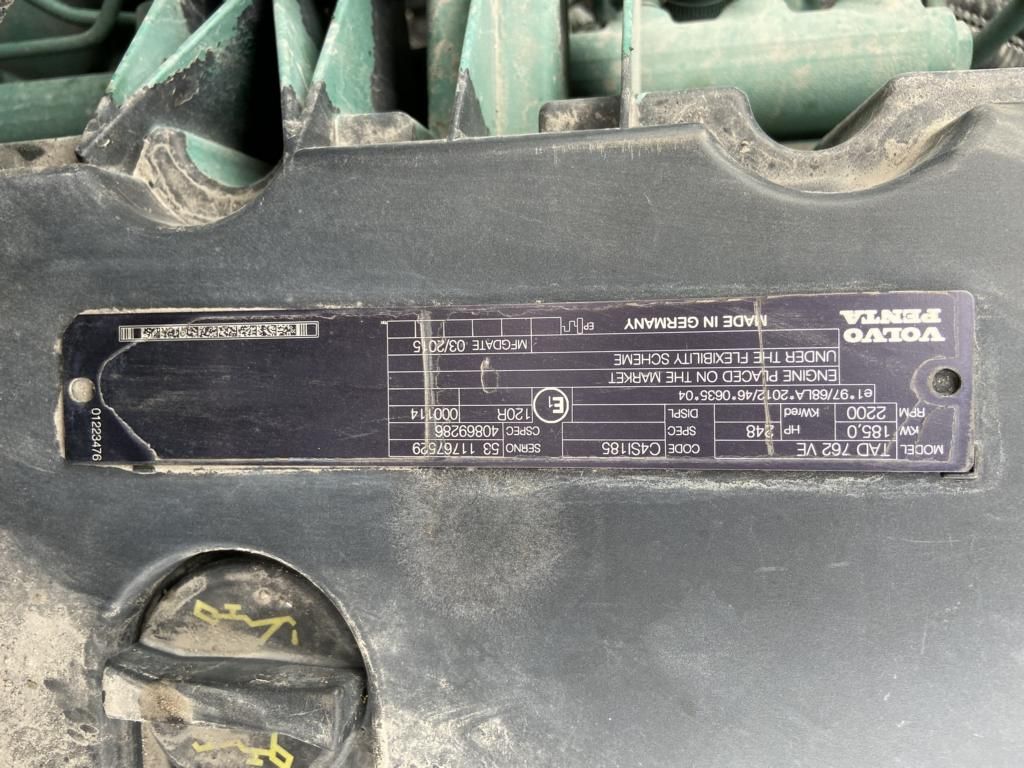 VOLVO
PENTA
MODEL TAD 762 VE CODE C4SI185 SERNO 53 11767529
KW 185,0 HP 248 SPEC CSPEC 40869286
RPM 2200 KWred DISPL E1 120R 000114
e1*97/68LA*2012/46*0635*04
ENGINE PLACED ON THE MARKET
UNDER THE FLEXIBILITY SCHEME
MFGDATE 03/2015
MADE IN GERMANY EP
01223476